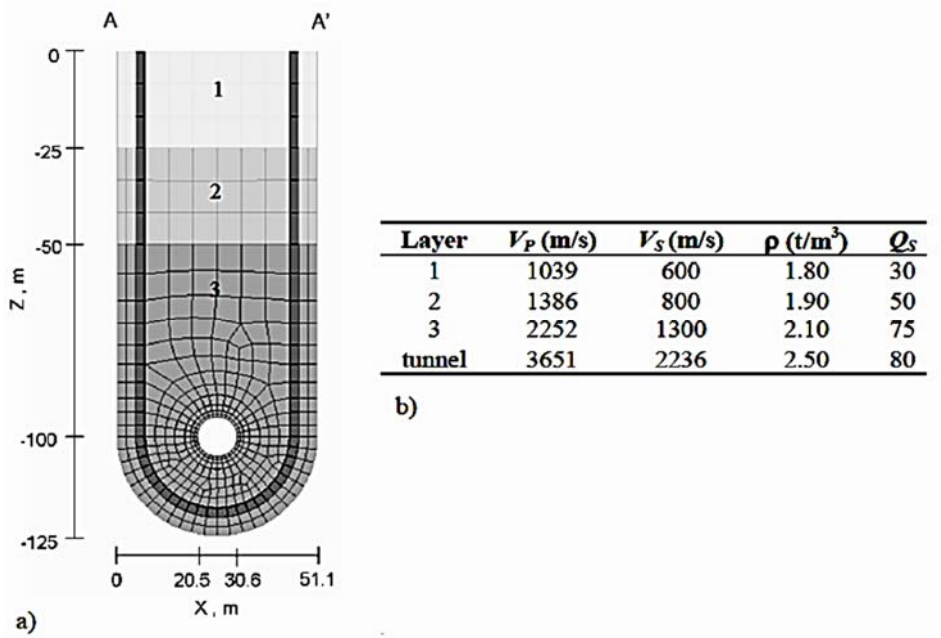 A A'
0
1
-25
2
-50
3
Z, m
-100
-125
0 20.5 30.6 51.1
X, m
a)
Layer V_P (m/s) V_S (m/s) ρ (t/m³) Q_S
1 1039 600 1.80 30
2 1386 800 1.90 50
3 2252 1300 2.10 75
tunnel 3651 2236 2.50 80
b)